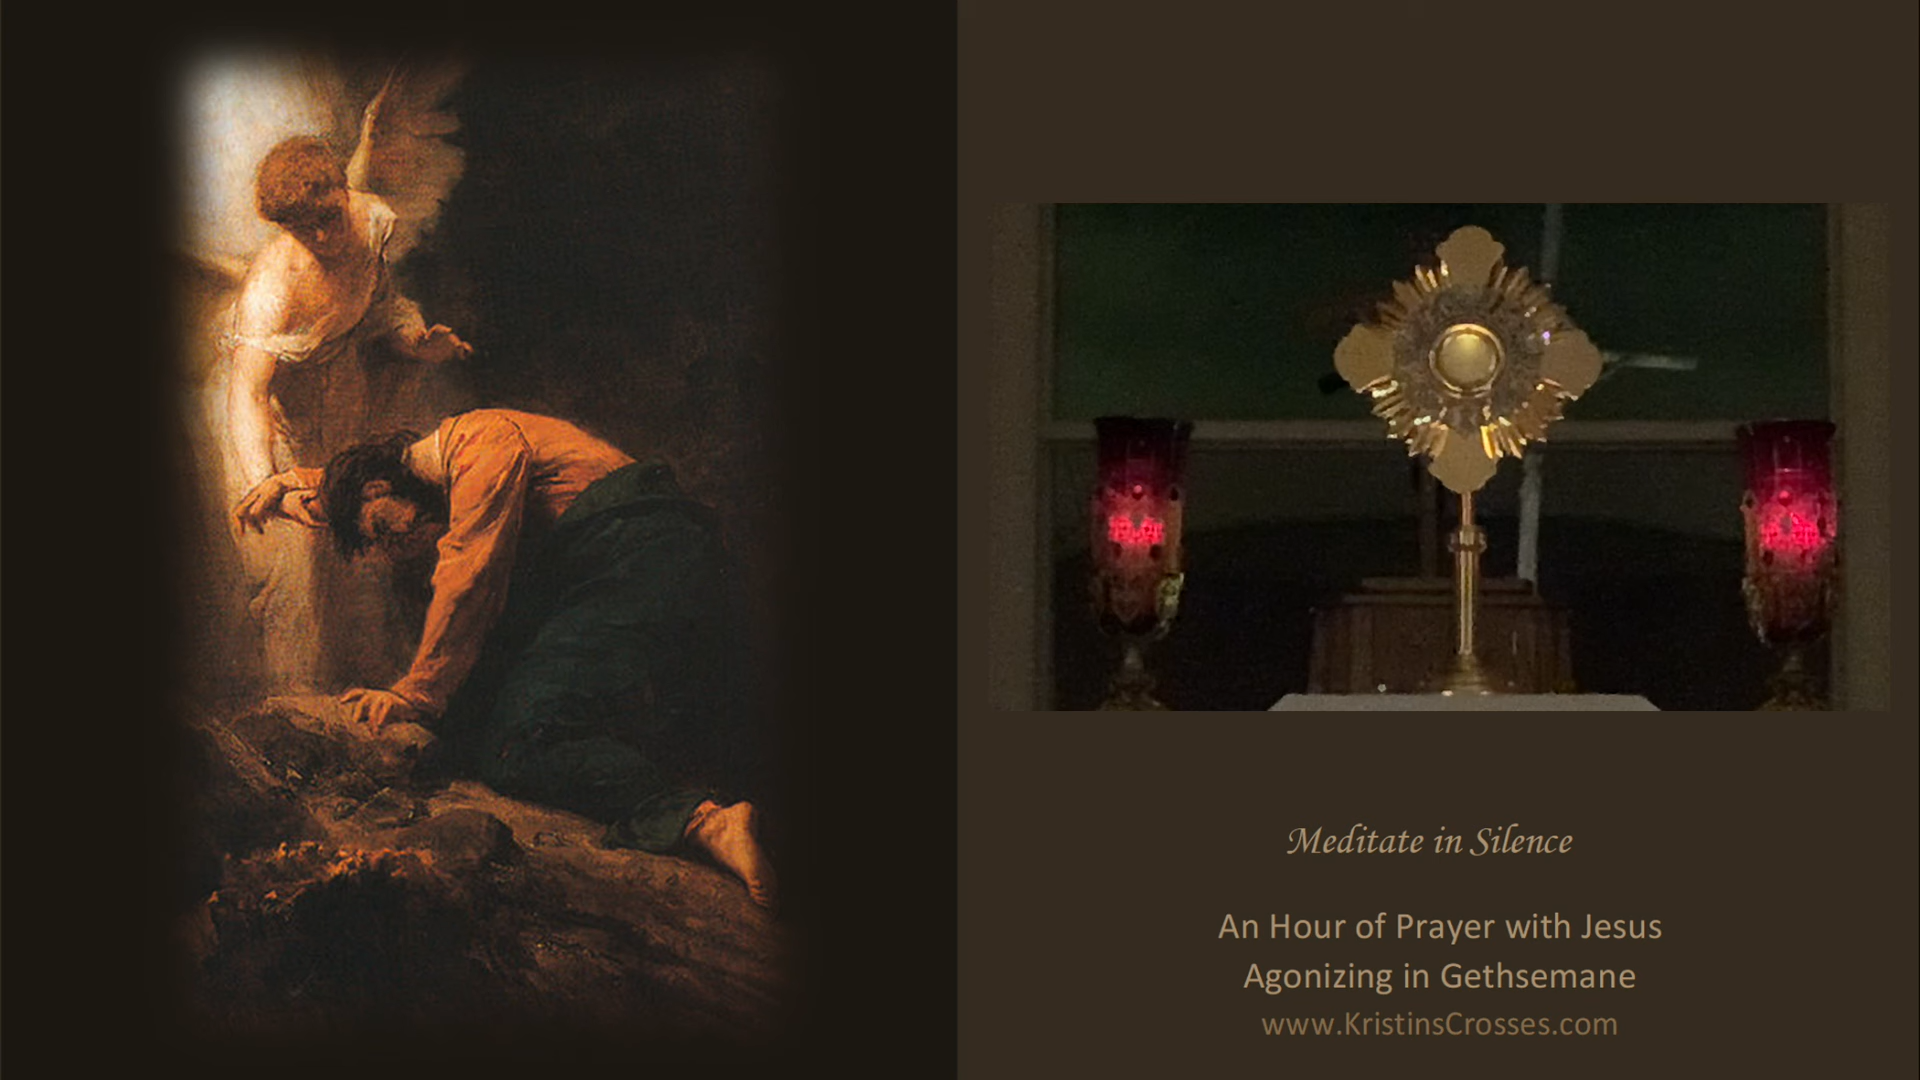 Meditate in Silence
An Hour of Prayer with Jesus
Agonizing in Gethsemane
www.KristinsCrosses.com